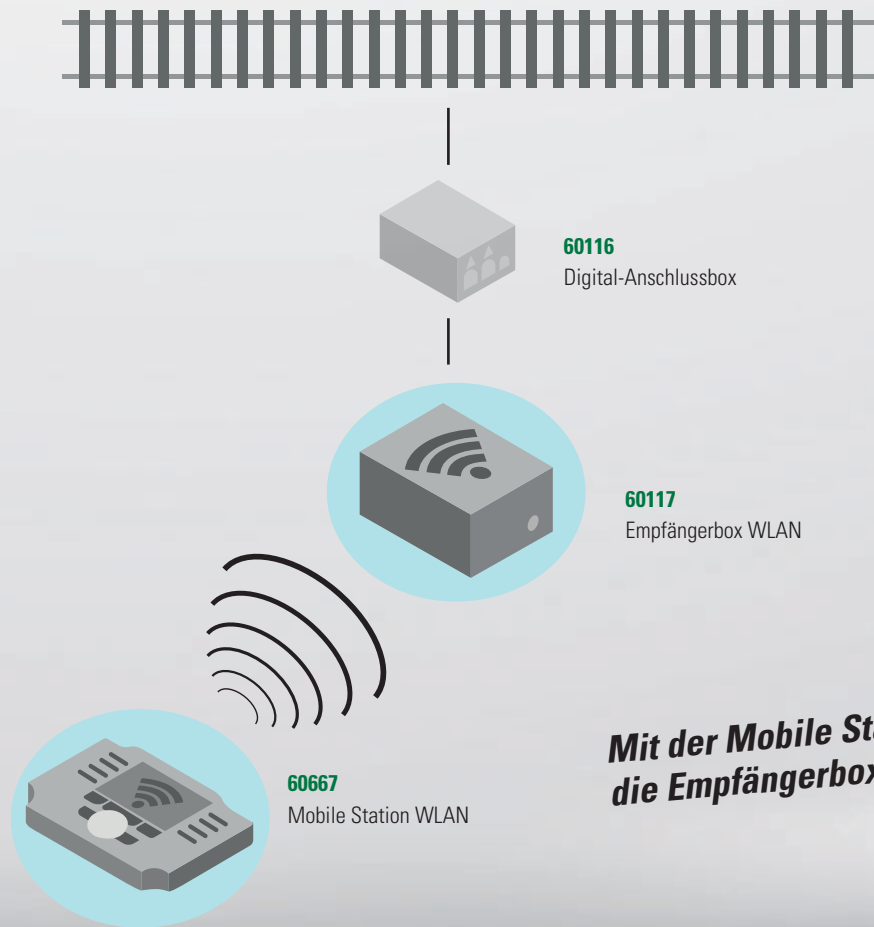 60116
Digital-Anschlussbox
60117
Empfängerbox WLAN
Mit der Mobile
die Empfängerbox
60667
Mobile Station WLAN